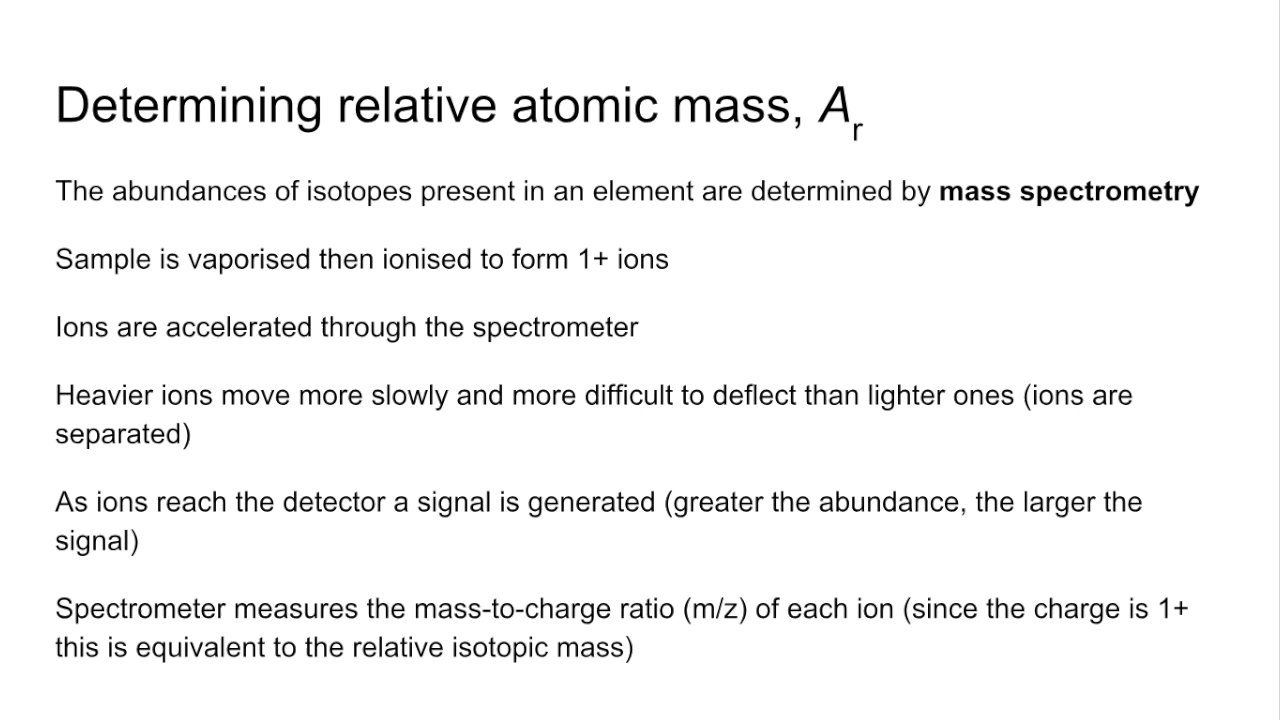 Determining relative atomic mass, Ar
The abundances of isotopes present in an element are determined by mass spectrometry
Sample is vaporised then ionised to form 1+ ions
Ions are accelerated through the spectrometer
Heavier ions move more slowly and more difficult to deflect than lighter ones (ions are
separated)
As ions reach the detector a signal is generated (greater the abundance, the larger the
signal)
Spectrometer measures the mass-to-charge ratio (m/z) of each ion (since the charge is 1+
this is equivalent to the relative isotopic mass)